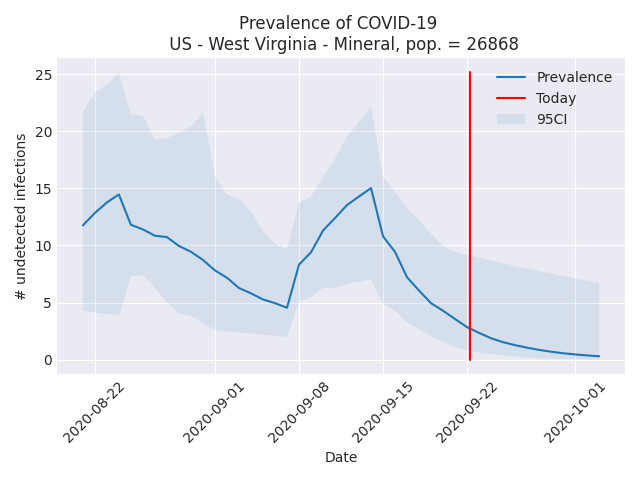 Prevalence of COVID-19
US - West Virginia - Mineral, pop. = 26868
Prevalence
Today
95CI
# undetected infections
25
20
15
10
5
0
2020-08-22
2020-09-01
2020-09-08
2020-09-15
2020-09-22
2020-10-01
Date